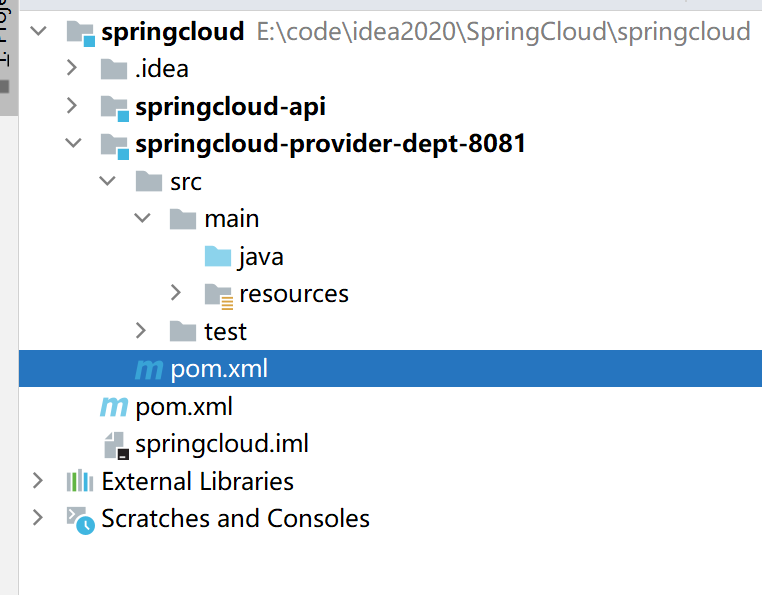 springcloud E:\code\idea2020\SpringCloud\springcloud
.idea
springcloud-api
springcloud-provider-dept-8081
src
main
java
resources
test
pom.xml
pom.xml
springcloud.iml
External Libraries
Scratches and Consoles